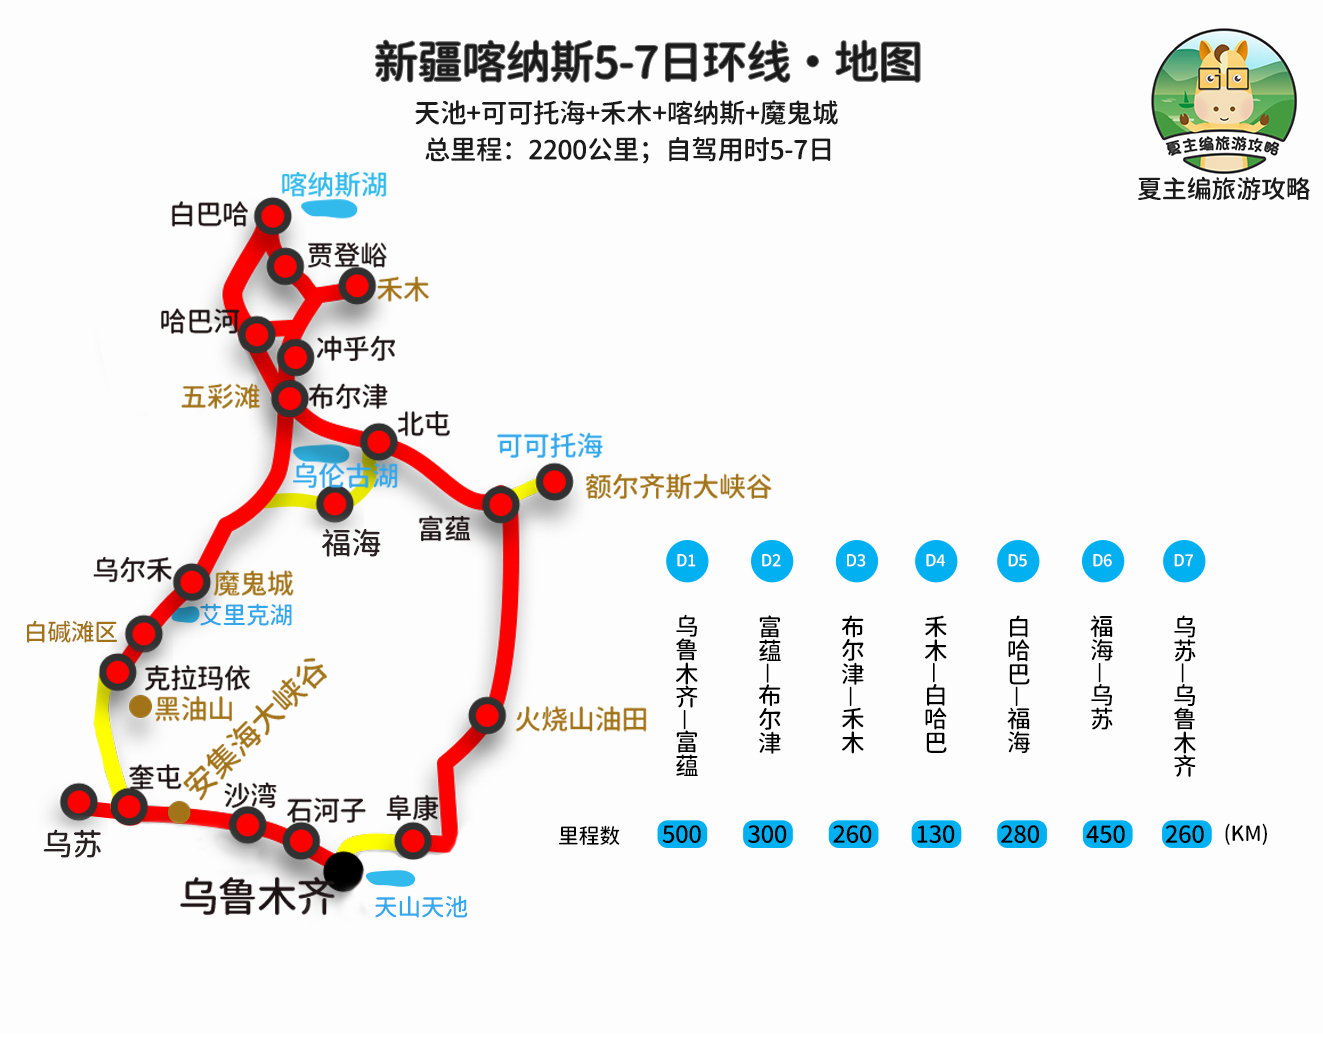 新疆喀纳斯5-7日环线·地图
天池+可可托海+禾木+喀纳斯+魔鬼城
总里程：2200公里；自驾用时5-7日
夏主编旅游攻略
夏主编旅游攻略
喀纳斯湖
白巴哈
贾登峪
禾木
哈巴河
冲乎尔
五彩滩
布尔津
北屯
可可托海
乌伦古湖
额尔齐斯大峡谷
富蕴
福海
乌尔禾
魔鬼城
艾里克湖
白碱滩区
克拉玛依
黑油山
安集海大峡谷
火烧山油田
奎屯
沙湾
石河子
阜康
乌苏
乌鲁木齐
天山天池
D1
D2
D3
D4
D5
D6
D7
乌鲁木齐—富蕴
富蕴—布尔津
布尔津—禾木
禾木—白哈巴
白哈巴—福海
福海—乌苏
乌苏—乌鲁木齐
里程数 500 300 260 130 280 450 260 (KM)